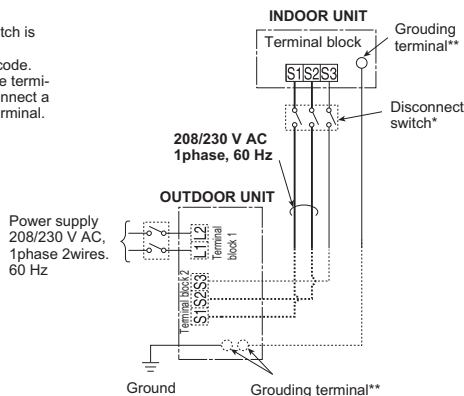 tch is
code.
e termi-
nnect a
rminal.
INDOOR UNIT
Terminal block
Grouding
terminal**
S1 S2 S3
Disconnect
switch*
208/230 V AC
1phase, 60 Hz
OUTDOOR UNIT
Power supply
208/230 V AC,
1phase 2wires.
60 Hz
L1 L2
Terminal
block 1
Terminal block 2
S1 S2 S3
Ground
Grouding terminal**